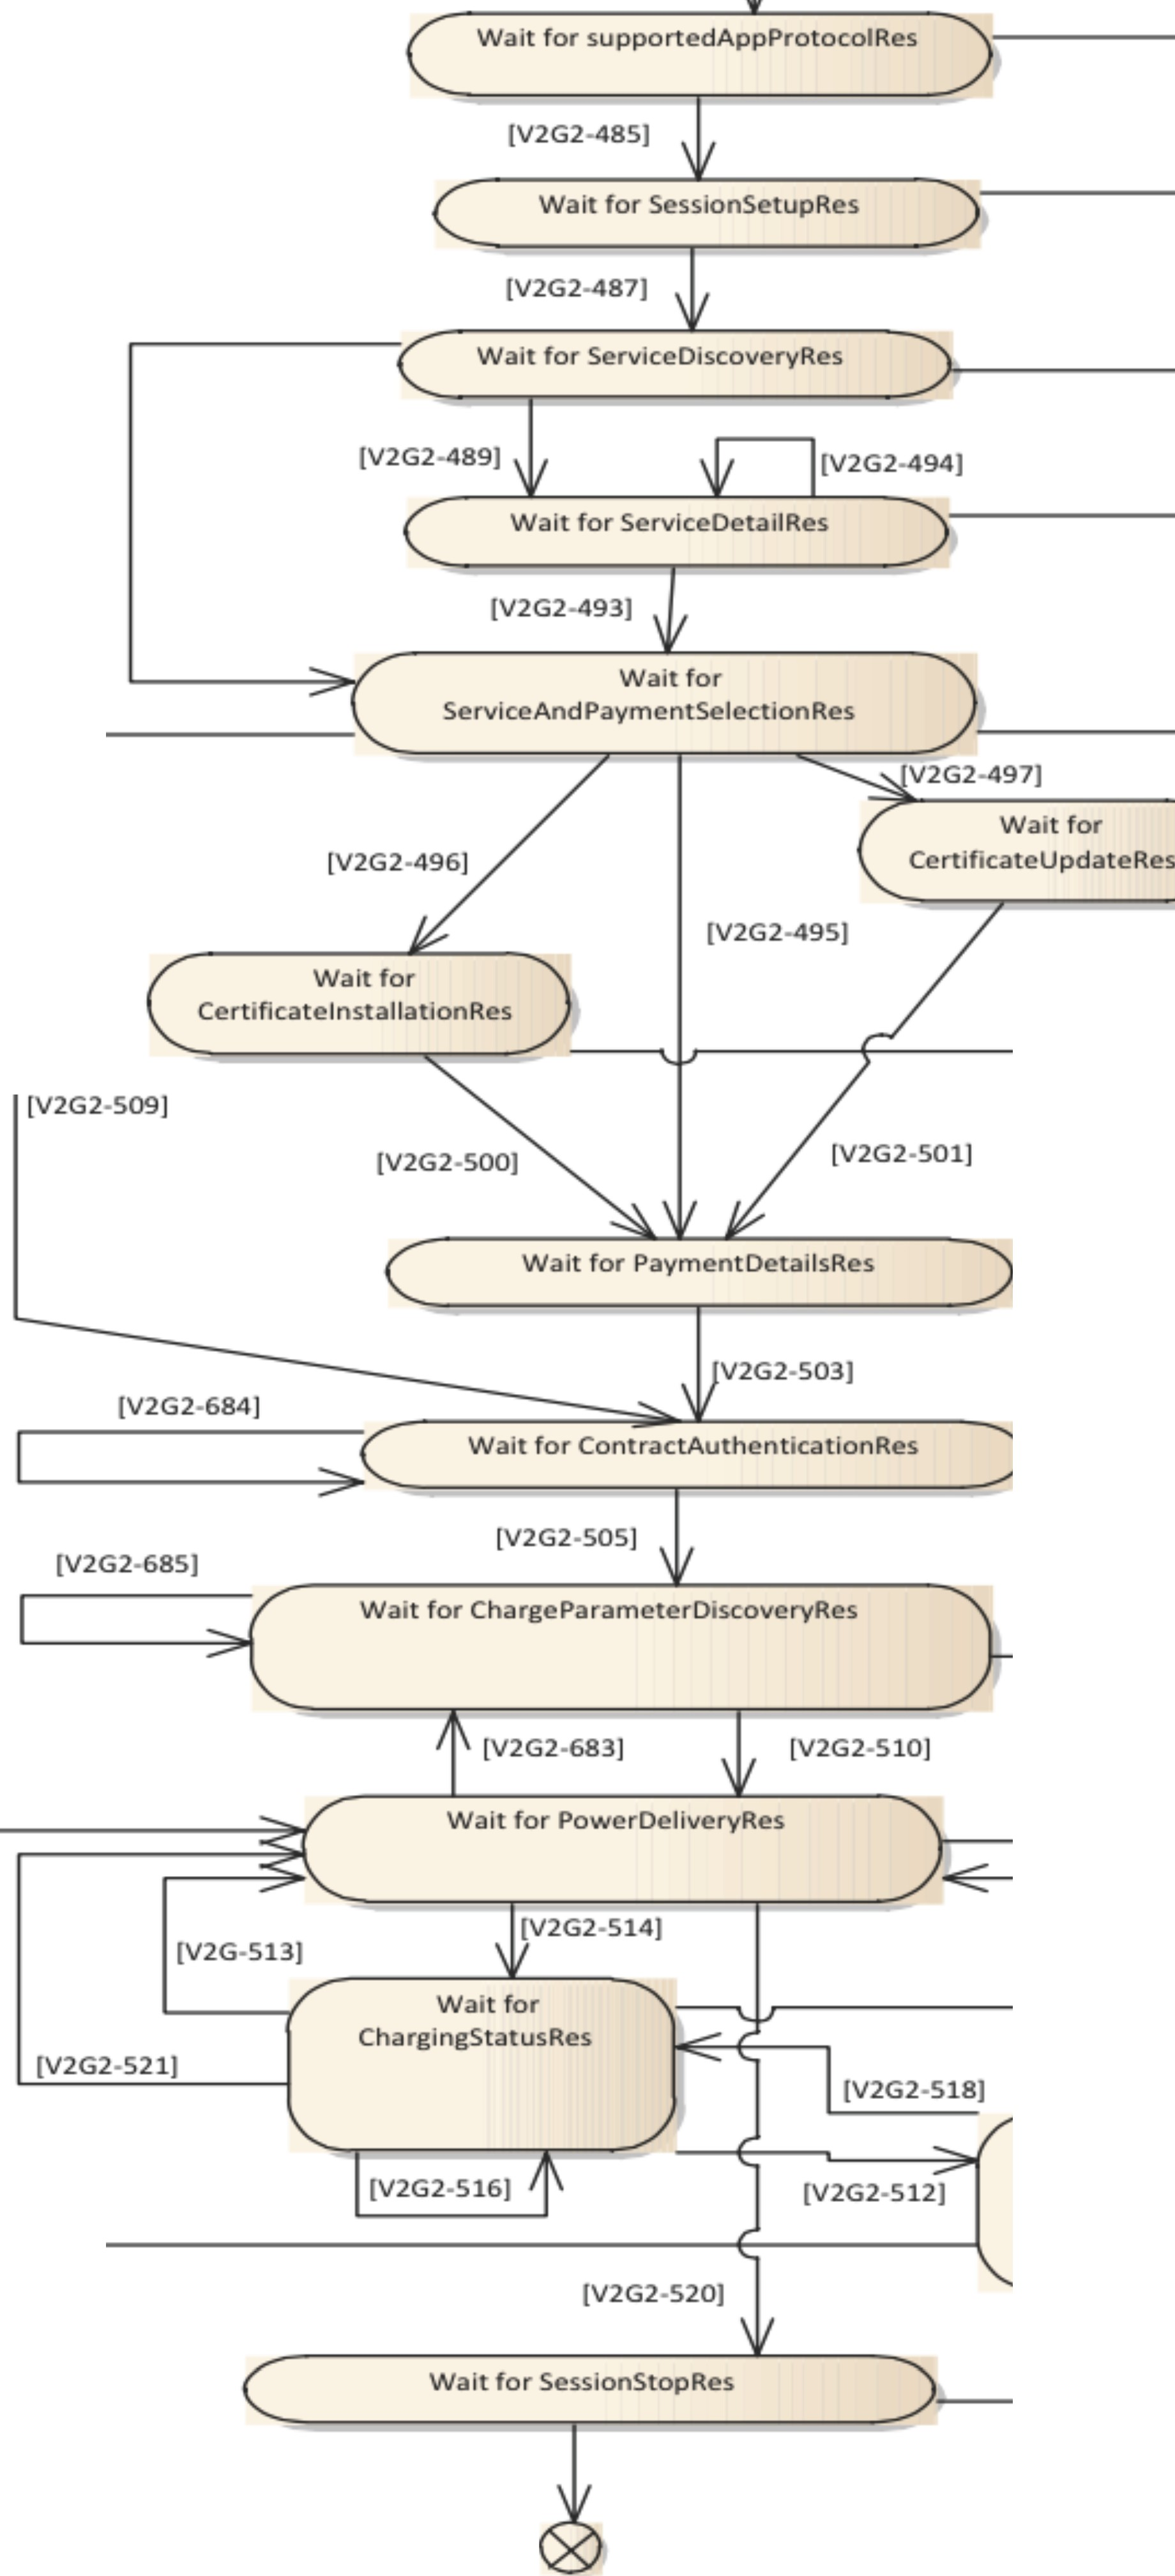 Wait for supportedAppProtocolRes
[V2G2-485]
Wait for SessionSetupRes
[V2G2-487]
Wait for ServiceDiscoveryRes
[V2G2-489]
[V2G2-494]
Wait for ServiceDetailRes
[V2G2-493]
Wait for
ServiceAndPaymentSelectionRes
[V2G2-497]
Wait for
CertificateUpdateRes
[V2G2-496]
[V2G2-495]
Wait for
CertificateInstallationRes
[V2G2-509]
[V2G2-500]
[V2G2-501]
Wait for PaymentDetailsRes
[V2G2-503]
[V2G2-684]
Wait for ContractAuthenticationRes
[V2G2-505]
[V2G2-685]
Wait for ChargeParameterDiscoveryRes
[V2G2-683]
[V2G2-510]
Wait for PowerDeliveryRes
[V2G2-514]
[V2G-513]
Wait for
ChargingStatusRes
[V2G2-521]
[V2G2-518]
[V2G2-516]
[V2G2-512]
[V2G2-520]
Wait for SessionStopRes